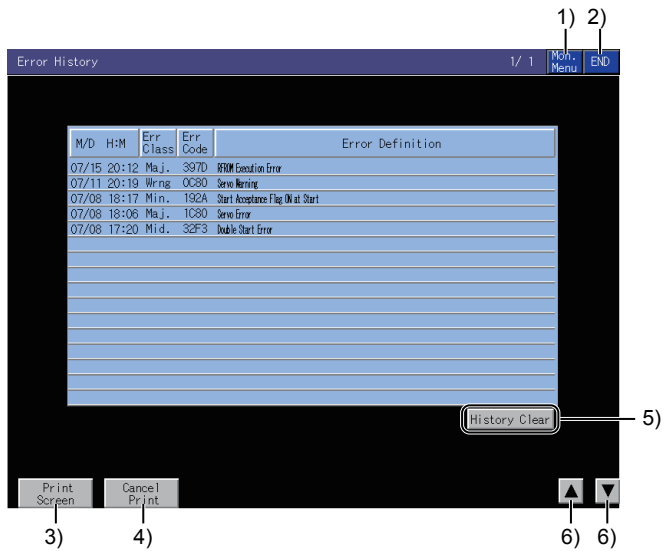 1) 2)
Error History 1/ 1 Mon. Menu END
M/D H:M Err Class Err Code Error Definition
07/15 20:12 Maj. 397D RFROM Execution Error
07/11 20:19 Wrng 0C80 Servo Warning
07/08 18:17 Min. 192A Start Acceptance Flag ON at Start
07/08 18:06 Maj. 1C80 Servo Error
07/08 17:20 Mid. 32F3 Double Start Error
History Clear 5)
Print Screen Cancel Print ▲ ▼
3) 4) 6) 6)